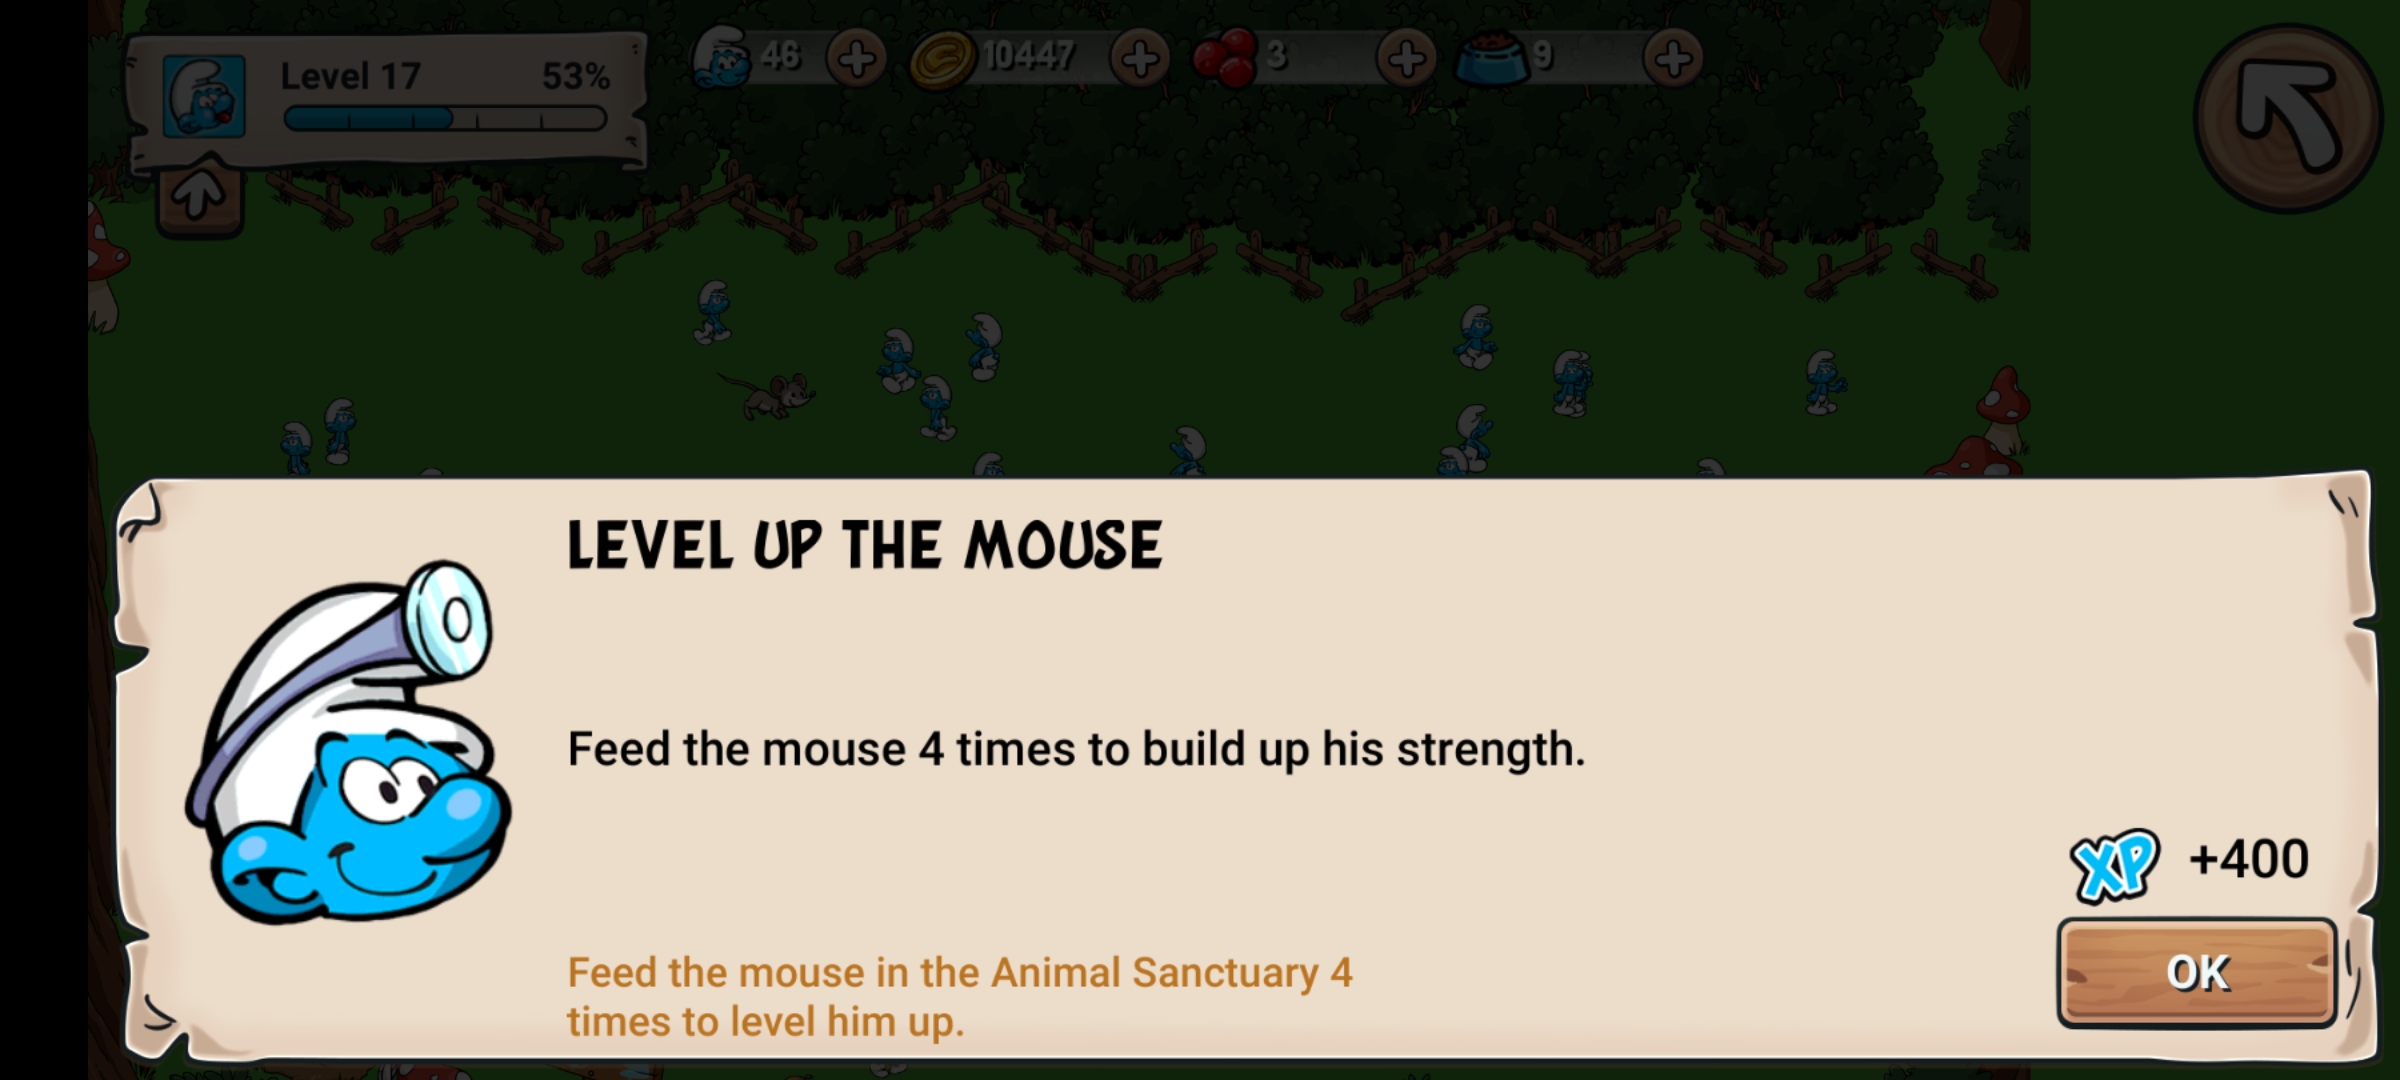 Level 17 53%
46 10447 3 9
LEVEL UP THE MOUSE
Feed the mouse 4 times to build up his strength.
XP +400
Feed the mouse in the Animal Sanctuary 4
times to level him up.
OK